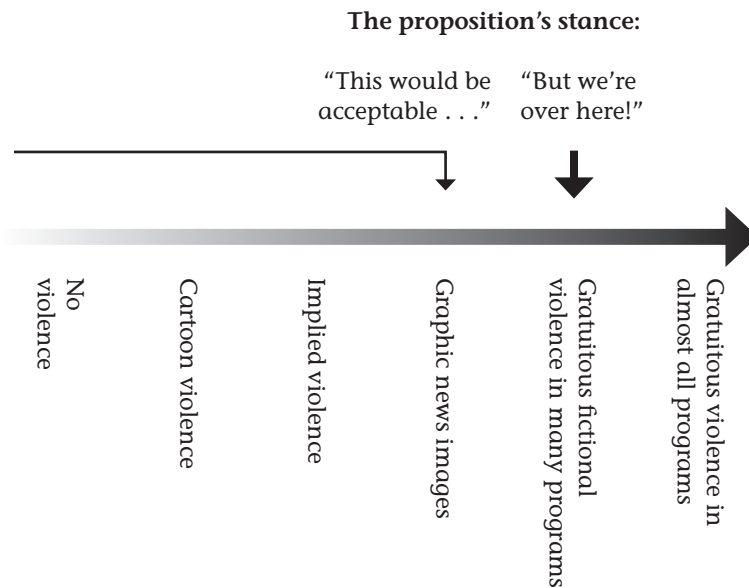 The proposition’s stance:
“This would be
acceptable . . .”
“But we’re
over here!”
No
violence
Cartoon violence
Implied violence
Graphic news images
Gratuitous fictional
violence in many programs
Gratuitous violence in
almost all programs